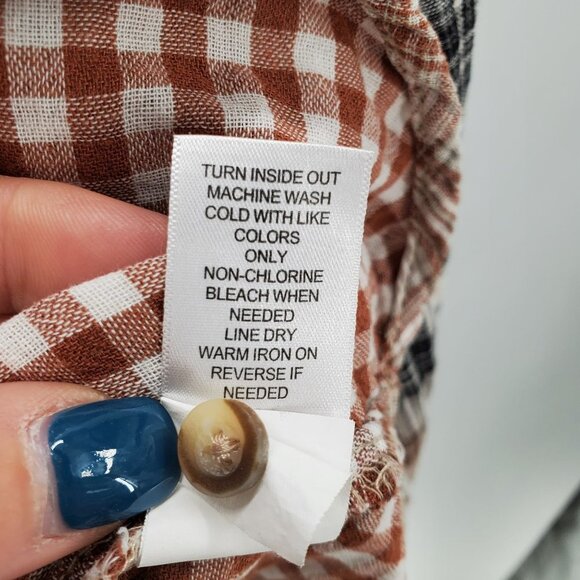 TURN INSIDE OUT
MACHINE WASH
COLD WITH LIKE
COLORS
ONLY
NON-CHLORINE
BLEACH WHEN
NEEDED
LINE DRY
WARM IRON ON
REVERSE IF
NEEDED